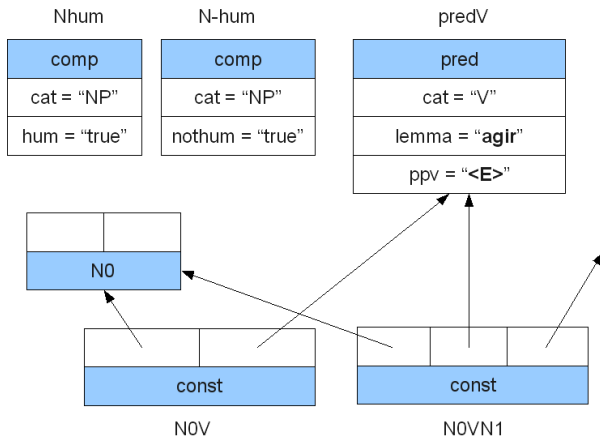 Nhum N-hum predV
comp comp pred
cat = “NP” cat = “NP” cat = “V”
hum = “true” nothum = “true” lemma = “agir”
ppv = “<E>”
N0
const const
N0V N0VN1